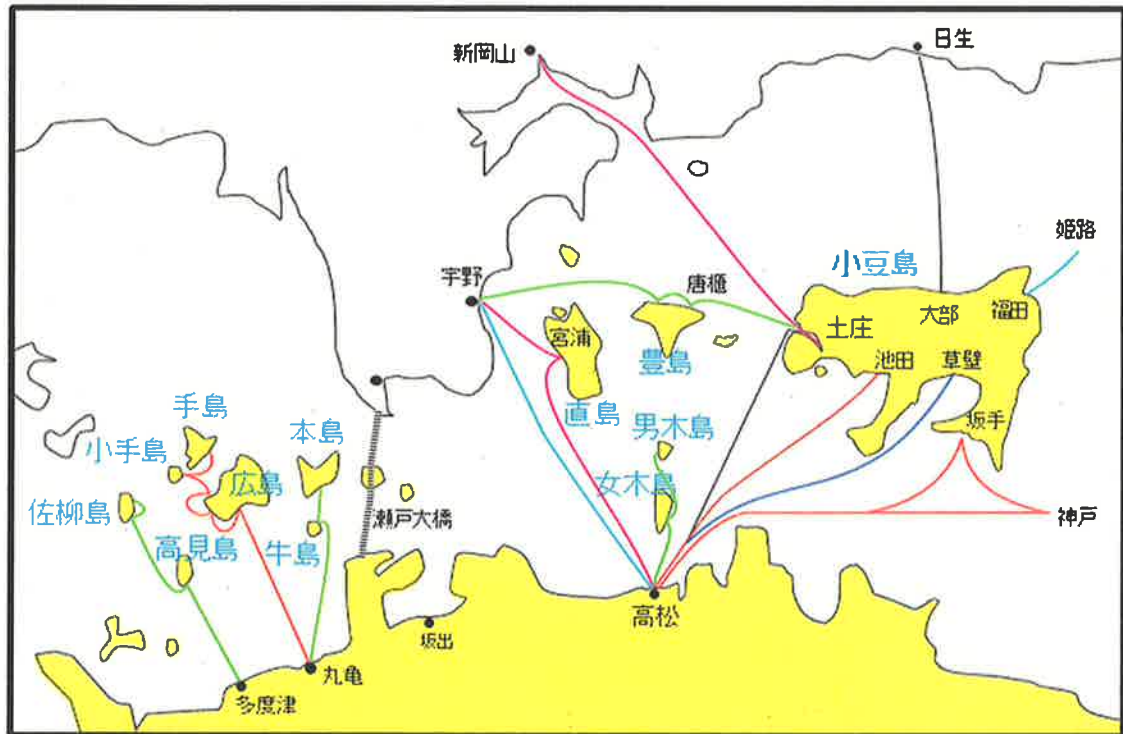 新岡山
日生
姫路
小豆島
宇野
唐櫃
大部
福田
土庄
宮浦
豊島
池田
草壁
直島
手島
本島
男木島
坂手
小手島
広島
女木島
佐柳島
瀬戸大橋
神戸
高見島
牛島
高松
坂出
丸亀
多度津